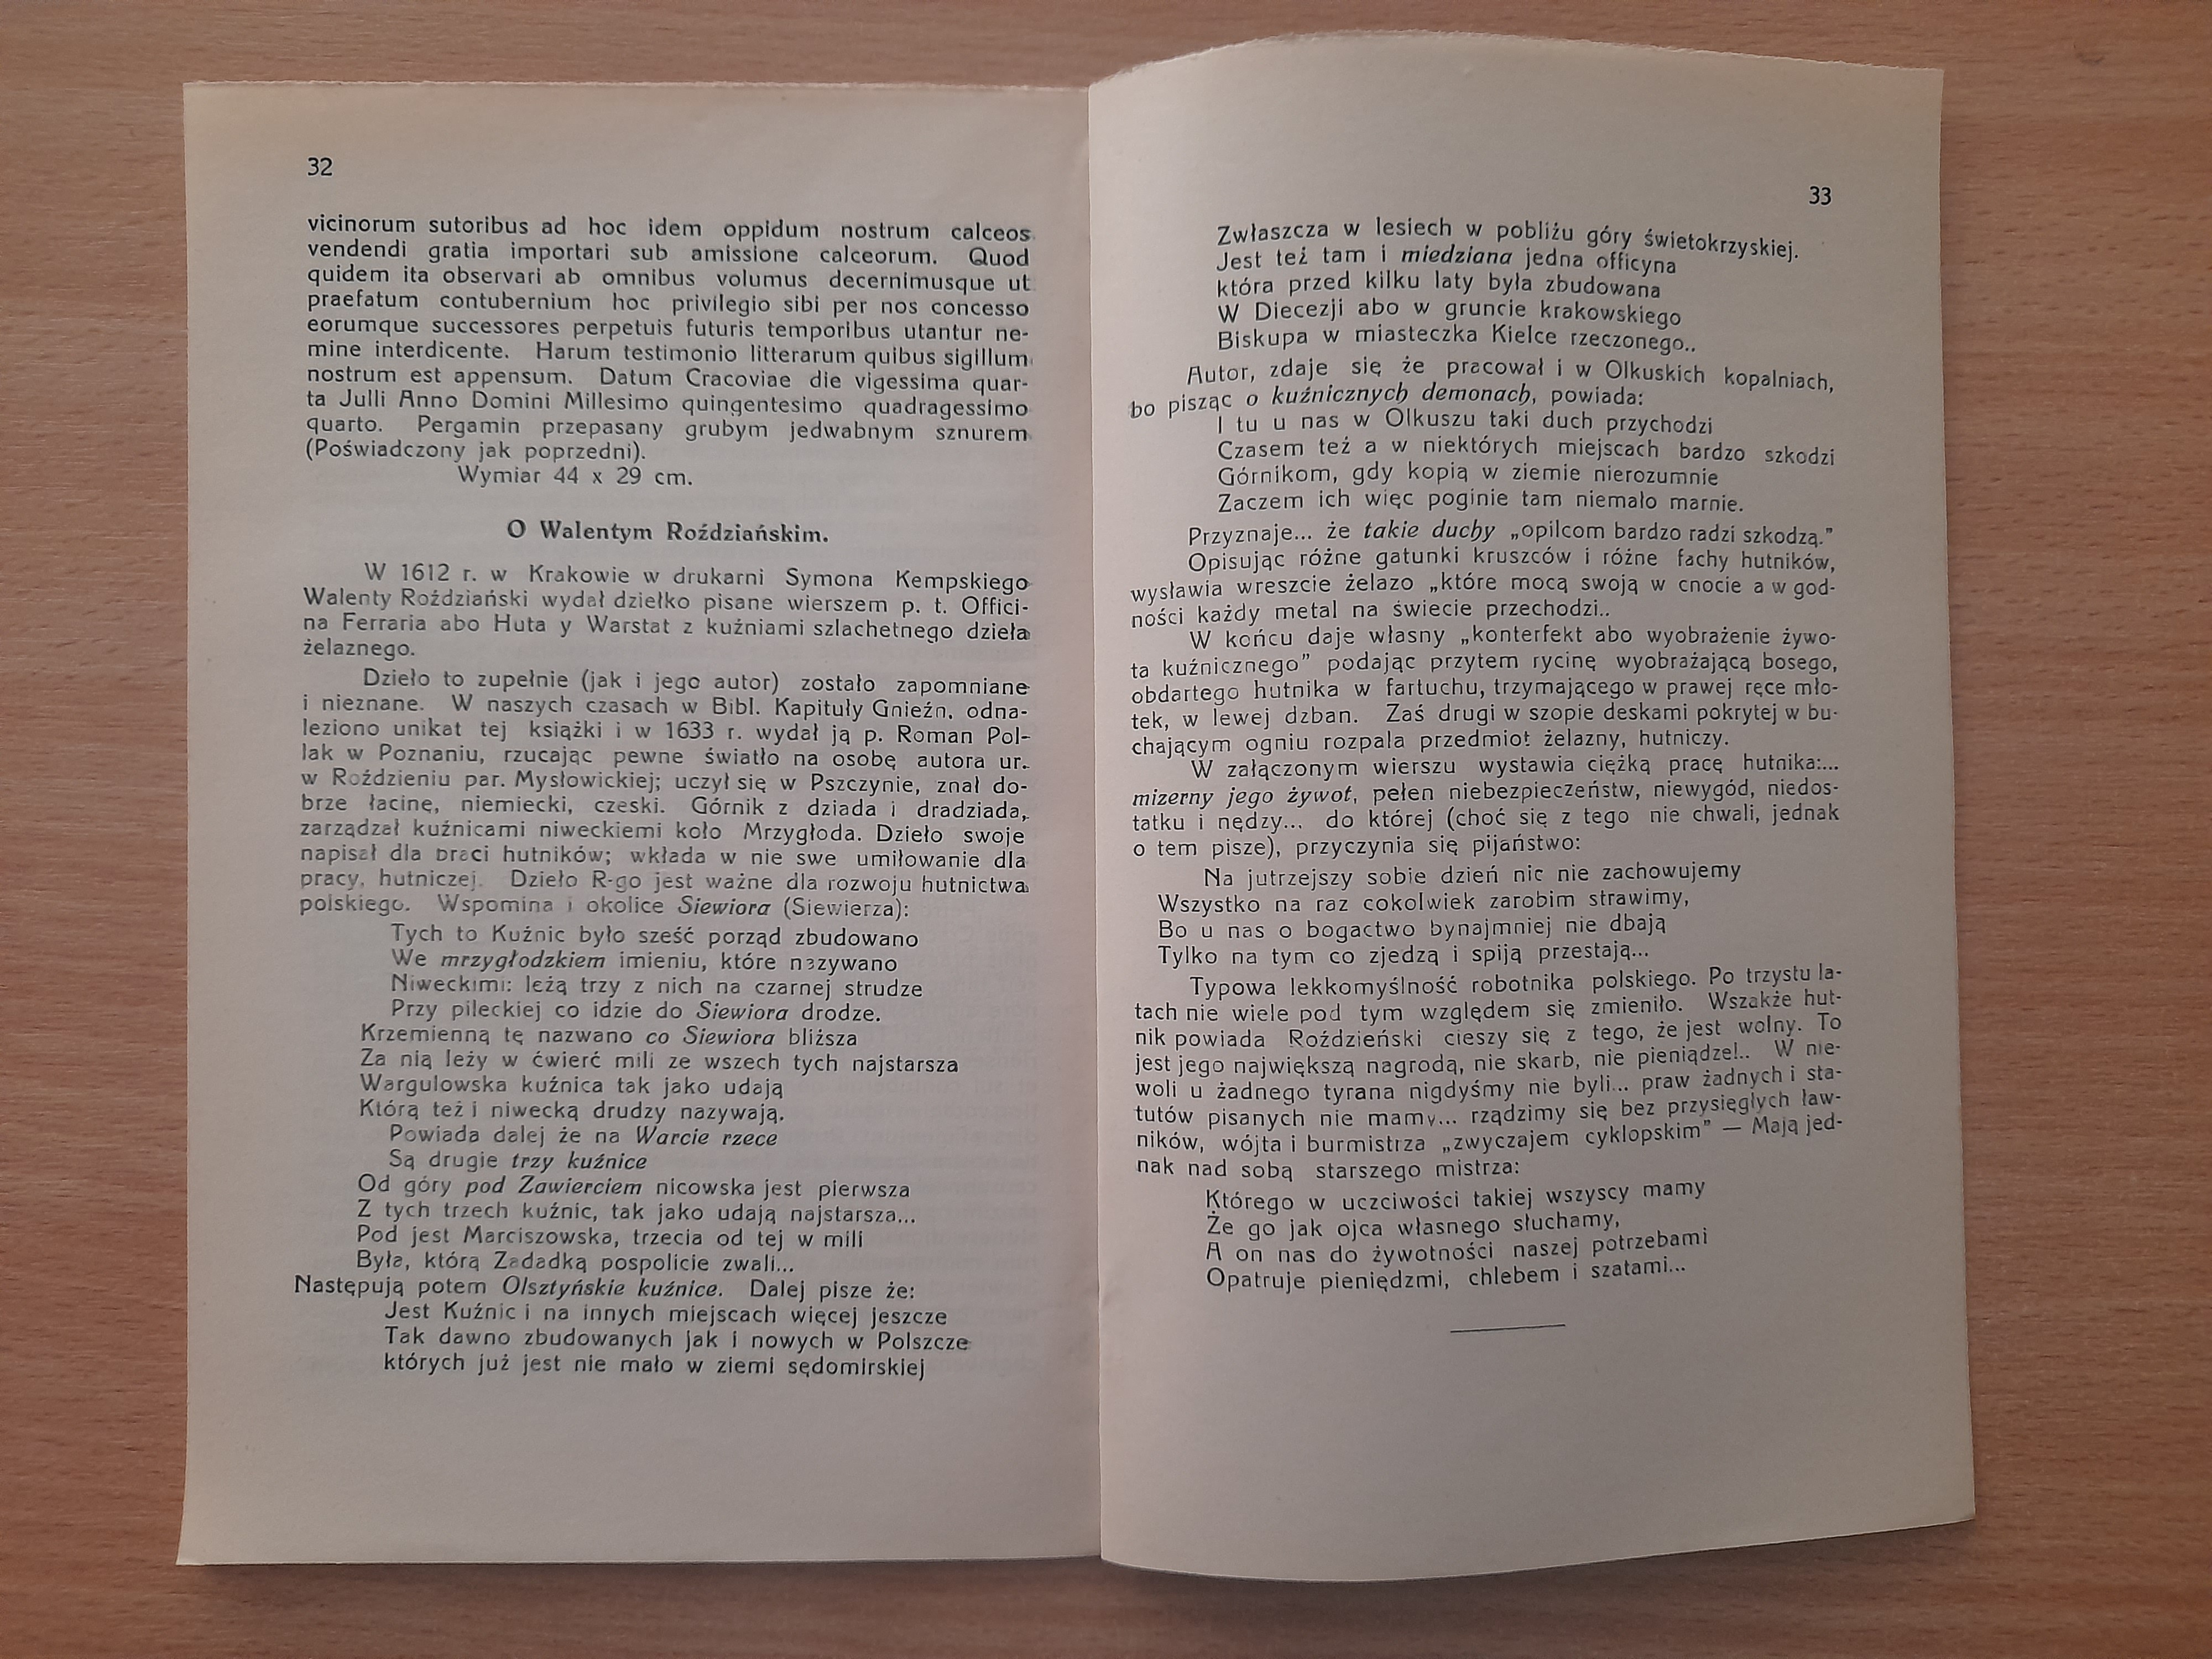 32
vicinorum sutoribus ad hoc idem oppidum nostrum calceos
vendendi gratia importari sub amissione calceorum. Quod
quidem ita observari ab omnibus volumus decernimusque ut
praefatum contubernium hoc privilegio sibi per nos concesso
eorumque successores perpetuis futuris temporibus utantur ne-
mine interdicente. Harum testimonio litterarum quibus sigillum
nostrum est appensum. Datum Cracoviae die vigessima quar-
ta Julli Anno Domini Millesimo quingentesimo quadragessimo
quarto. Pergamin przepasany grubym jedwabnym sznurem
(Poświadczony jak poprzedni).
Wymiar 44 x 29 cm.
O Walentym Roździańskim.
W 1612 r. w Krakowie w drukarni Symona Kempskiego
Walenty Roździański wydał dziełko pisane wierszem p. t. Offici-
na Ferraria abo Huta y Warstat z kuźniami szlachetnego dzieła
żelaznego.
Dzieło to zupełnie (jak i jego autor) zostało zapomniane
i nieznane. W naszych czasach w Bibl. Kapituły Gnieźn. odna-
leziono unikat tej książki i w 1633 r. wydał ją p. Roman Pol-
lak w Poznaniu, rzucając pewne światło na osobę autora ur.
w Roździeniu par. Mysłowickiej; uczył się w Pszczynie, znał do-
brze łacinę, niemiecki, czeski. Górnik z dziada i dradziada,
zarządzał kuźnicami niweckiemi koło Mrzygłoda. Dzieło swoje
napisał dla braci hutników; wkłada w nie swe umiłowanie dla
pracy, hutniczej. Dzieło R-go jest ważne dla rozwoju hutnictwa
polskiego. Wspomina i okolice Siewiora (Siewierza):
Tych to Kuźnic było sześć porząd zbudowano
We mrzygłodzkiem imieniu, które nazywano
Niweckimi: leżą trzy z nich na czarnej strudze
Przy pileckiej co idzie do Siewiora drodze.
Krzemienną tę nazwano co Siewiora bliższa
Za nią leży w ćwierć mili ze wszech tych najstarsza
Wargulowska kuźnica tak jako udają
Którą też i niwecką drudzy nazywają.
Powiada dalej że na Warcie rzece
Są drugie trzy kuźnice
Od góry pod Zawierciem nicowska jest pierwsza
Z tych trzech kuźnic, tak jako udają najstarsza...
Pod jest Marciszowska, trzecia od tej w mili
Była, którą Zadadką pospolicie zwali...
Następują potem Olsztyńskie kuźnice. Dalej pisze że:
Jest Kuźnic i na innych miejscach więcej jeszcze
Tak dawno zbudowanych jak i nowych w Polszcze
których już jest nie mało w ziemi sędomirskiej
33
Zwłaszcza w lesiech w pobliżu góry świetokrzyskiej.
Jest też tam i miedziana jedna officyna
która przed kilku laty była zbudowana
W Diecezji abo w gruncie krakowskiego
Biskupa w miasteczka Kielce rzeczonego..
Autor, zdaje się że pracował i w Olkuskich kopalniach,
bo pisząc o kuźnicznych demonach, powiada:
I tu u nas w Olkuszu taki duch przychodzi
Czasem też a w niektórych miejscach bardzo szkodzi
Górnikom, gdy kopią w ziemie nierozumnie
Zaczem ich więc poginie tam niemało marnie.
Przyznaje... że takie duchy „opilcom bardzo radzi szkodzą.”
Opisując różne gatunki kruszców i różne fachy hutników,
wysławia wreszcie żelazo „które mocą swoją w cnocie a w god-
ności każdy metal na świecie przechodzi..
W końcu daje własny „konterfekt abo wyobrażenie żywo-
ta kuźnicznego” podając przytem rycinę wyobrażającą bosego,
obdartego hutnika w fartuchu, trzymającego w prawej ręce mło-
tek, w lewej dzban. Zaś drugi w szopie deskami pokrytej w bu-
chającym ogniu rozpala przedmiot żelazny, hutniczy.
W załączonym wierszu wystawia ciężką pracę hutnika:...
mizerny jego żywot, pełen niebezpieczeństw, niewygód, niedos-
tatku i nędzy... do której (choć się z tego nie chwali, jednak
o tem pisze), przyczynia się pijaństwo:
Na jutrzejszy sobie dzień nic nie zachowujemy
Wszystko na raz cokolwiek zarobim strawimy,
Bo u nas o bogactwo bynajmniej nie dbają
Tylko na tym co zjedzą i spiją przestają...
Typowa lekkomyślność robotnika polskiego. Po trzystu la-
tach nie wiele pod tym względem się zmieniło. Wszakże hut-
nik powiada Roździeński cieszy się z tego, że jest wolny. To
jest jego największą nagrodą, nie skarb, nie pieniądze!.. W nie-
woli u żadnego tyrana nigdyśmy nie byli... praw żadnych i sta-
tutów pisanych nie mamy... rządzimy się bez przysięgłych ław-
ników, wójta i burmistrza „zwyczajem cyklopskim” — Mają jed-
nak nad sobą starszego mistrza:
Którego w uczciwości takiej wszyscy mamy
Że go jak ojca własnego słuchamy,
A on nas do żywotności naszej potrzebami
Opatruje pieniędzmi, chlebem i szatami...